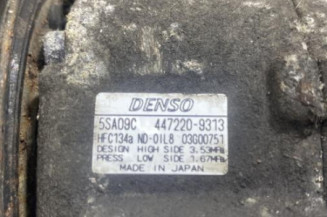 DENSO
5SA09C 447220-9313
HFC134a ND-OIL8 03G00751
DESIGN HIGH SIDE 3.53MPa
PRESS. LOW SIDE 1.67MPa
MADE IN JAPAN